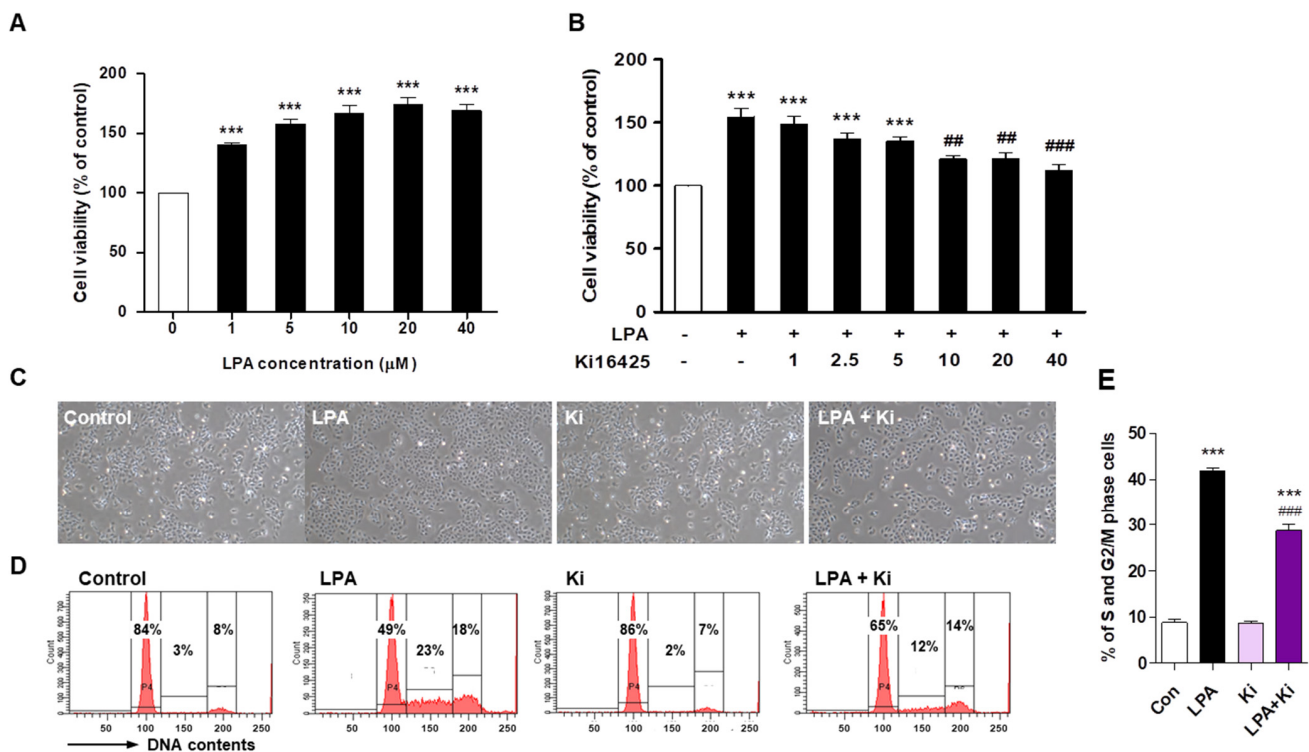 A
Cell viability (% of control)
200
150
100
50
0
***
***
***
***
***
0 1 5 10 20 40
LPA concentration (μM)
B
Cell viability (% of control)
200
150
100
50
0
***
***
***
***
##
##
###
LPA - + + + + + + +
Ki16425 - - 1 2.5 5 10 20 40
C
Control
LPA
Ki
LPA + Ki
D
Control
Count
84%
3%
8%
P4
50 100 150 200 250
DNA contents
LPA
Count
49%
23%
18%
P4
50 100 150 200 250
Ki
Count
86%
2%
7%
P4
50 100 150 200 250
LPA + Ki
Count
65%
12%
14%
P4
50 100 150 200 250
E
% of S and G2/M phase cells
50
40
30
20
10
0
***
***
###
Con
LPA
Ki
LPA+Ki